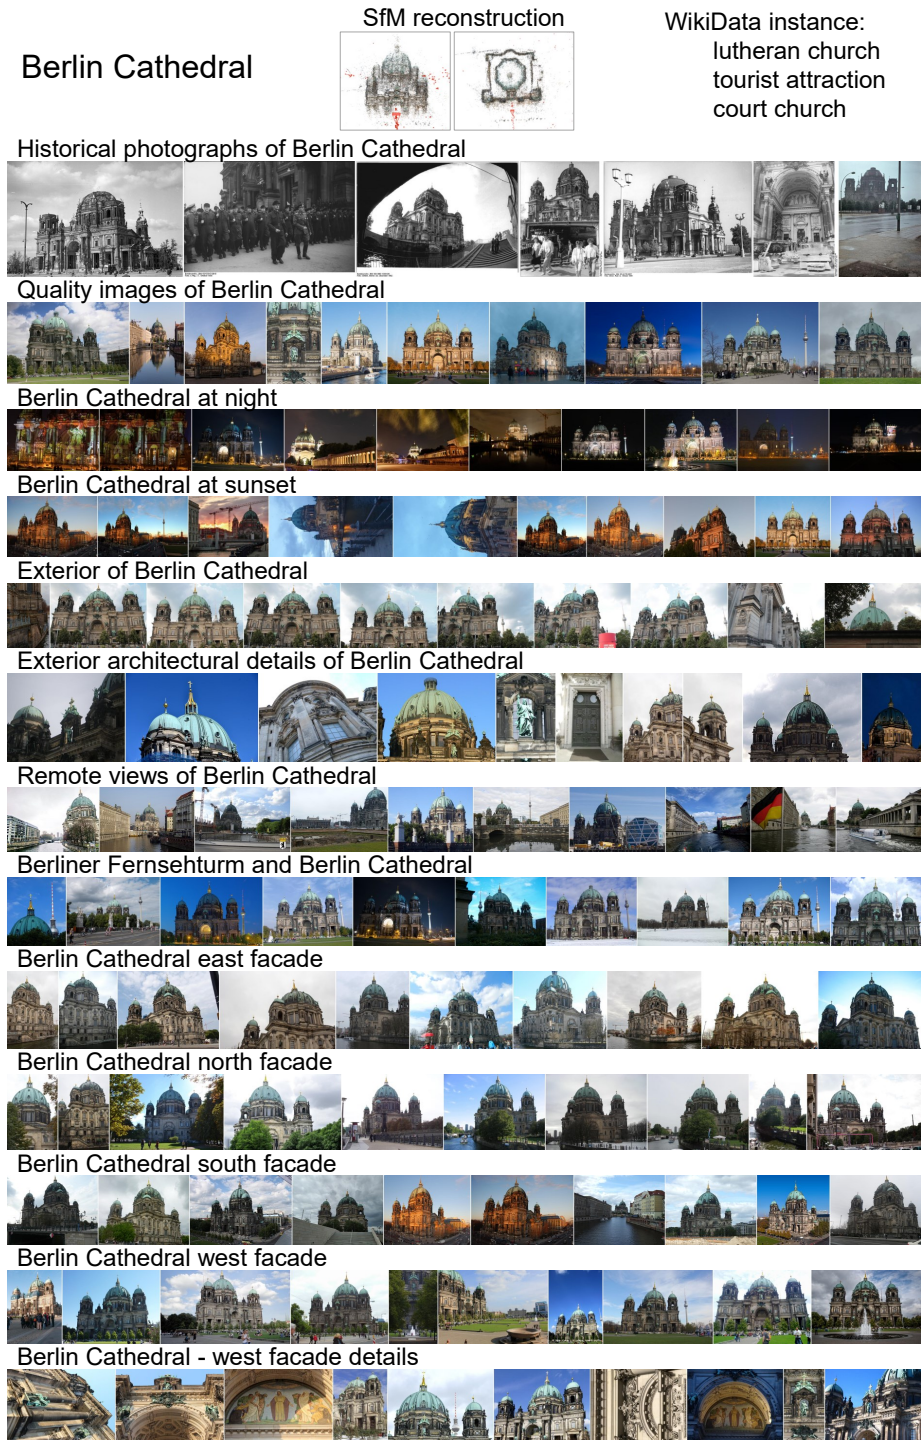 SfM reconstruction
WikiData instance:
lutheran church
tourist attraction
court church
Berlin Cathedral
Historical photographs of Berlin Cathedral
Quality images of Berlin Cathedral
Berlin Cathedral at night
Berlin Cathedral at sunset
Exterior of Berlin Cathedral
Exterior architectural details of Berlin Cathedral
Remote views of Berlin Cathedral
Berliner Fernsehturm and Berlin Cathedral
Berlin Cathedral east facade
Berlin Cathedral north facade
Berlin Cathedral south facade
Berlin Cathedral west facade
Berlin Cathedral - west facade details